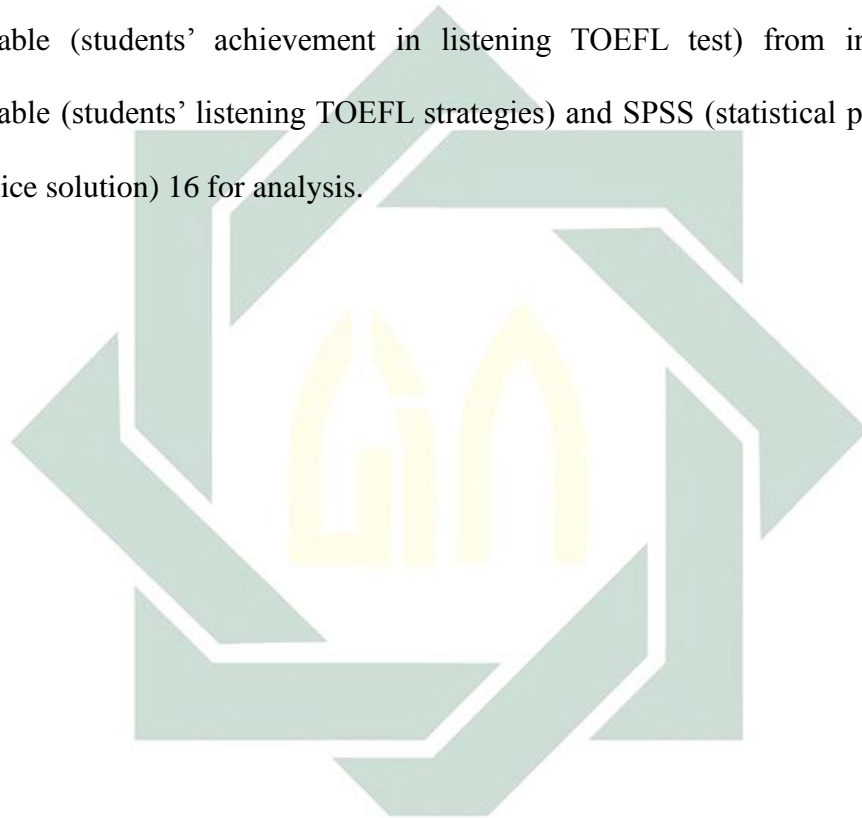 able (students’ achievement in listening TOEFL test) from in
able (students’ listening TOEFL strategies) and SPSS (statistical p
ice solution) 16 for analysis.